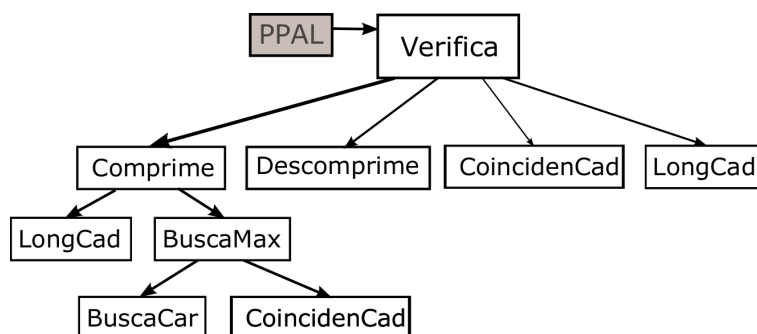 PPAL
Verifica
Comprime
Descomprime
CoincidenCad
LongCad
LongCad
BuscaMax
BuscaCar
CoincidenCad